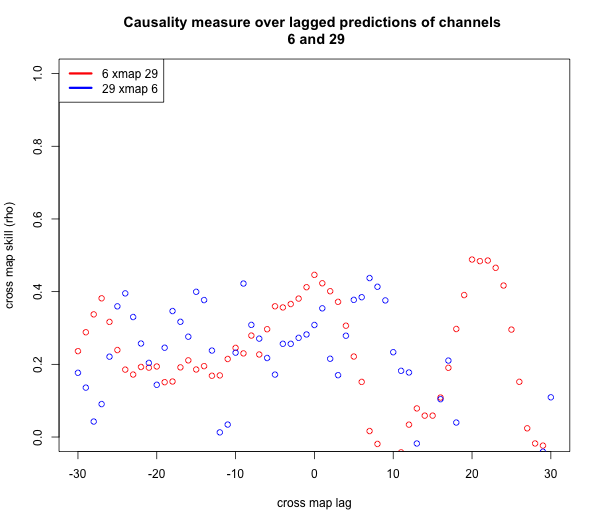 Causality measure over lagged predictions of channels
6 and 29
6 xmap 29
29 xmap 6
cross map skill (rho)
1.0
0.8
0.6
0.4
0.2
0.0
-30
-20
-10
0
10
20
30
cross map lag